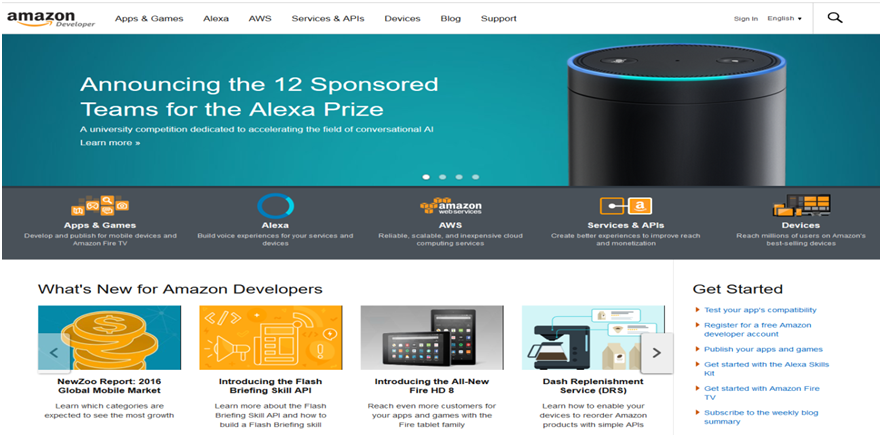 amazon
Developer
Apps & Games Alexa AWS Services & APIs Devices Blog Support
Sign In English
Announcing the 12 Sponsored
Teams for the Alexa Prize
A university competition dedicated to accelerating the field of conversational AI
Learn more »
Apps & Games
Develop and publish for mobile devices and
Amazon Fire TV
Alexa
Build voice experiences for your services and
devices
amazon
webservices
AWS
Reliable, scalable, and inexpensive cloud
computing services
a
Services & APIs
Create better experiences to improve reach
and monetization
Devices
Reach millions of users on Amazon's
best-selling devices
What's New for Amazon Developers
NewZoo Report: 2016
Global Mobile Market
Learn which categories are
expected to see the most growth
Introducing the Flash
Briefing Skill API
Learn more about the Flash
Briefing Skill API and how to
build a Flash Briefing skill
Introducing the All-New
Fire HD 8
Reach even more customers for
your apps and games with the
Fire tablet family
Dash Replenishment
Service (DRS)
Learn how to enable your
devices to reorder Amazon
products with simple APIs
Get Started
Test your app's compatibility
Register for a free Amazon
developer account
Publish your apps and games
Get started with the Alexa Skills
Kit
Get started with Amazon Fire
TV
Subscribe to the weekly blog
summary